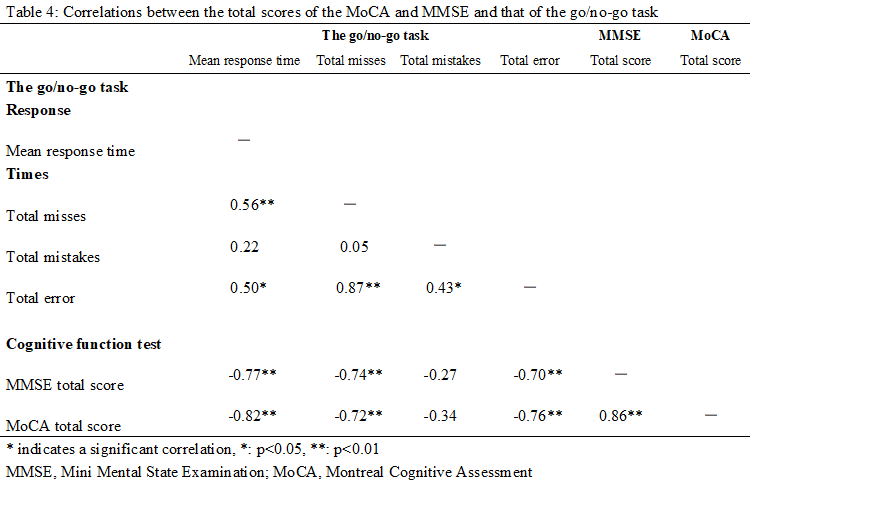 Table 4: Correlations between the total scores of the MoCA and MMSE and that of the go/no-go task
The go/no-go task MMSE MoCA
Mean response time Total misses Total mistakes Total error Total score Total score
The go/no-go task
Response
Mean response time —
Times
Total misses 0.56** —
Total mistakes 0.22 0.05 —
Total error 0.50* 0.87** 0.43* —
Cognitive function test
MMSE total score -0.77** -0.74** -0.27 -0.70** —
MoCA total score -0.82** -0.72** -0.34 -0.76** 0.86** —
* indicates a significant correlation, *: p<0.05, **: p<0.01
MMSE, Mini Mental State Examination; MoCA, Montreal Cognitive Assessment